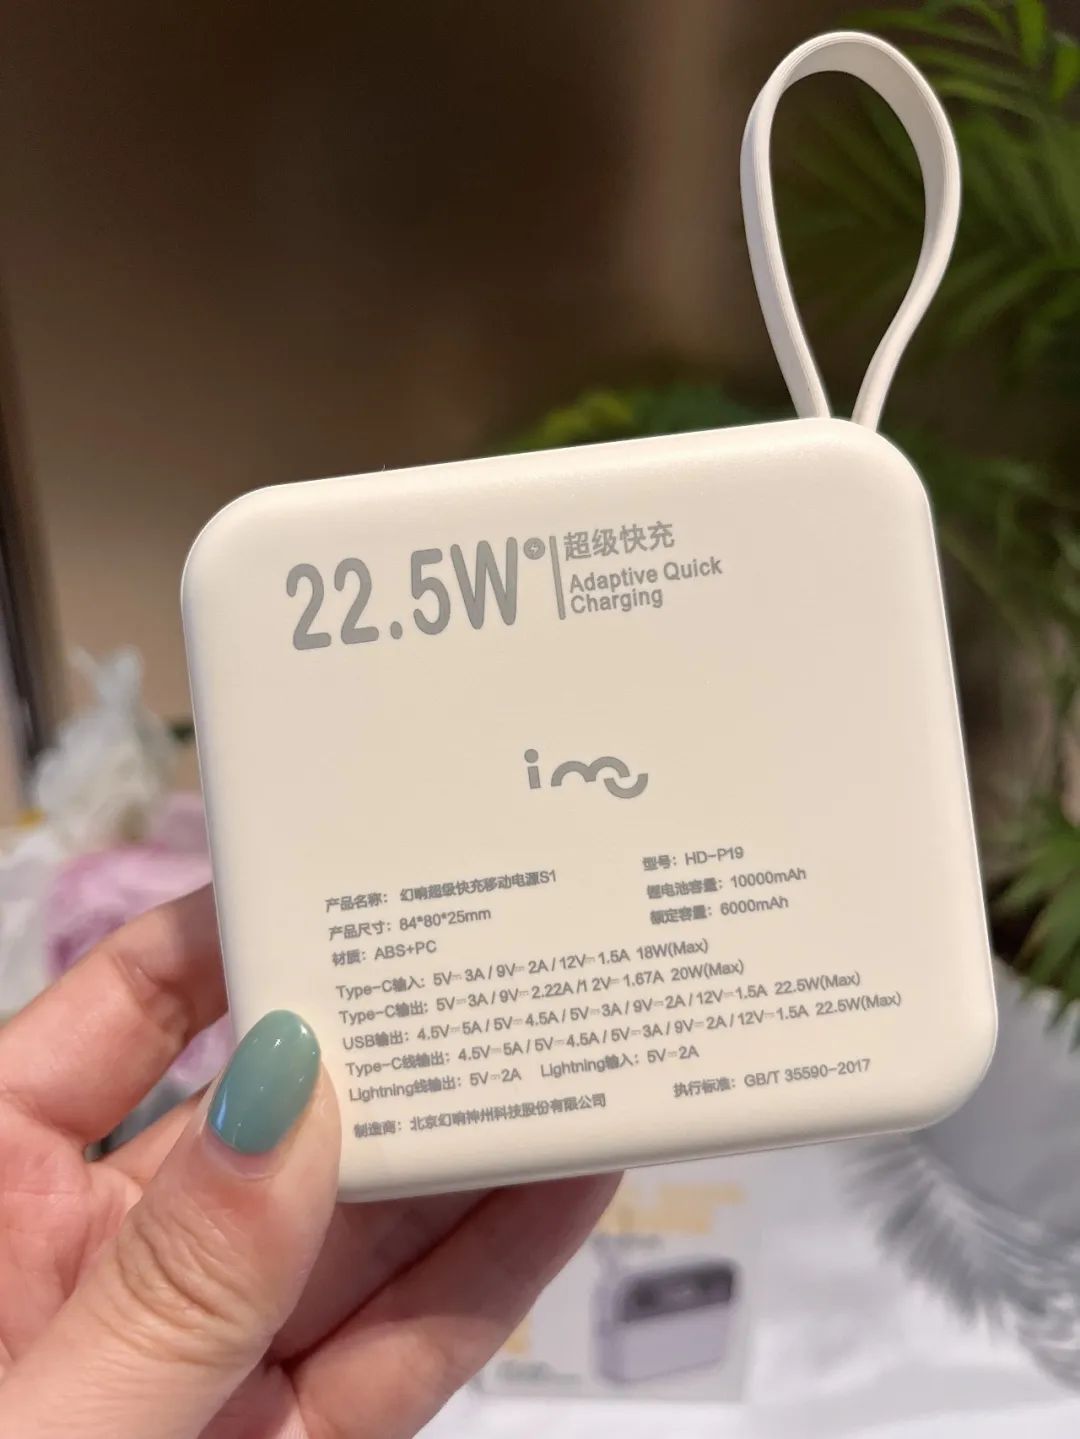 22.5W
超级快充
Adaptive Quick
Charging
imu
产品名称：幻响超级快充移动电源S1
型号：HD-P19
产品尺寸：84*80*25mm
锂电池容量：10000mAh
材质：ABS+PC
额定容量：6000mAh
Type-C输入：5V⎓3A / 9V⎓2A / 12V⎓1.5A 18W(Max)
Type-C输出：5V⎓3A / 9V⎓2.22A /1 2V⎓1.67A 20W(Max)
USB输出：4.5V⎓5A / 5V⎓4.5A / 5V⎓3A / 9V⎓2A / 12V⎓1.5A 22.5W(Max)
Type-C线输出：4.5V⎓5A / 5V⎓4.5A / 5V⎓3A / 9V⎓2A / 12V⎓1.5A 22.5W(Max)
Lightning线输出：5V⎓2A Lightning输入：5V⎓2A
制造商：北京幻响神州科技股份有限公司
执行标准：GB/T 35590-2017